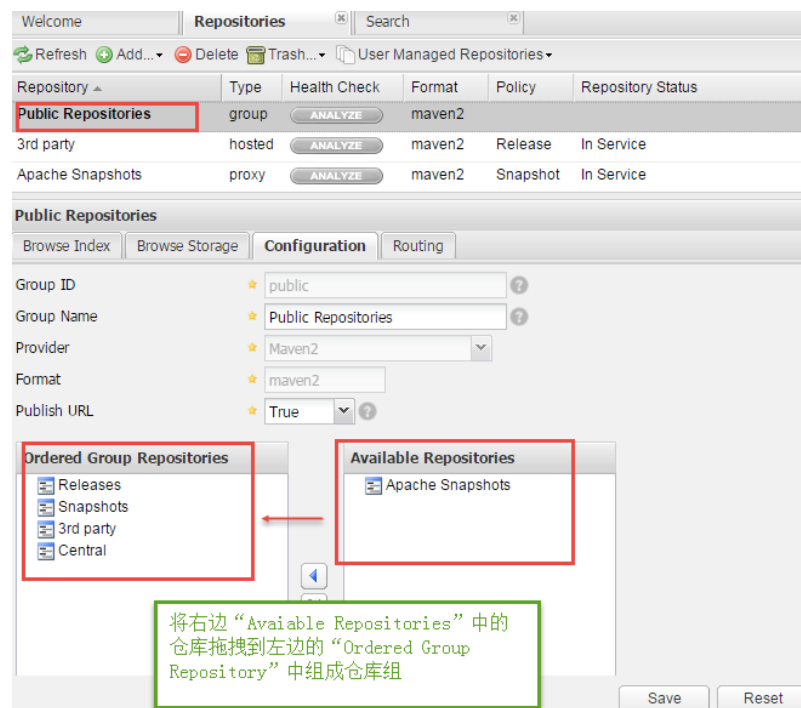 Welcome Repositories Search
Refresh Add... Delete Trash... User Managed Repositories
Repository Type Health Check Format Policy Repository Status
Public Repositories group ANALYZE maven2
3rd party hosted ANALYZE maven2 Release In Service
Apache Snapshots proxy ANALYZE maven2 Snapshot In Service
Public Repositories
Browse Index Browse Storage Configuration Routing
Group ID public
Group Name Public Repositories
Provider Maven2
Format maven2
Publish URL True
Ordered Group Repositories Available Repositories
Releases Apache Snapshots
Snapshots
3rd party
Central
将右边“Avaiable Repositories”中的
仓库拖拽到左边的“Ordered Group
Repository”中组成仓库组
Save Reset